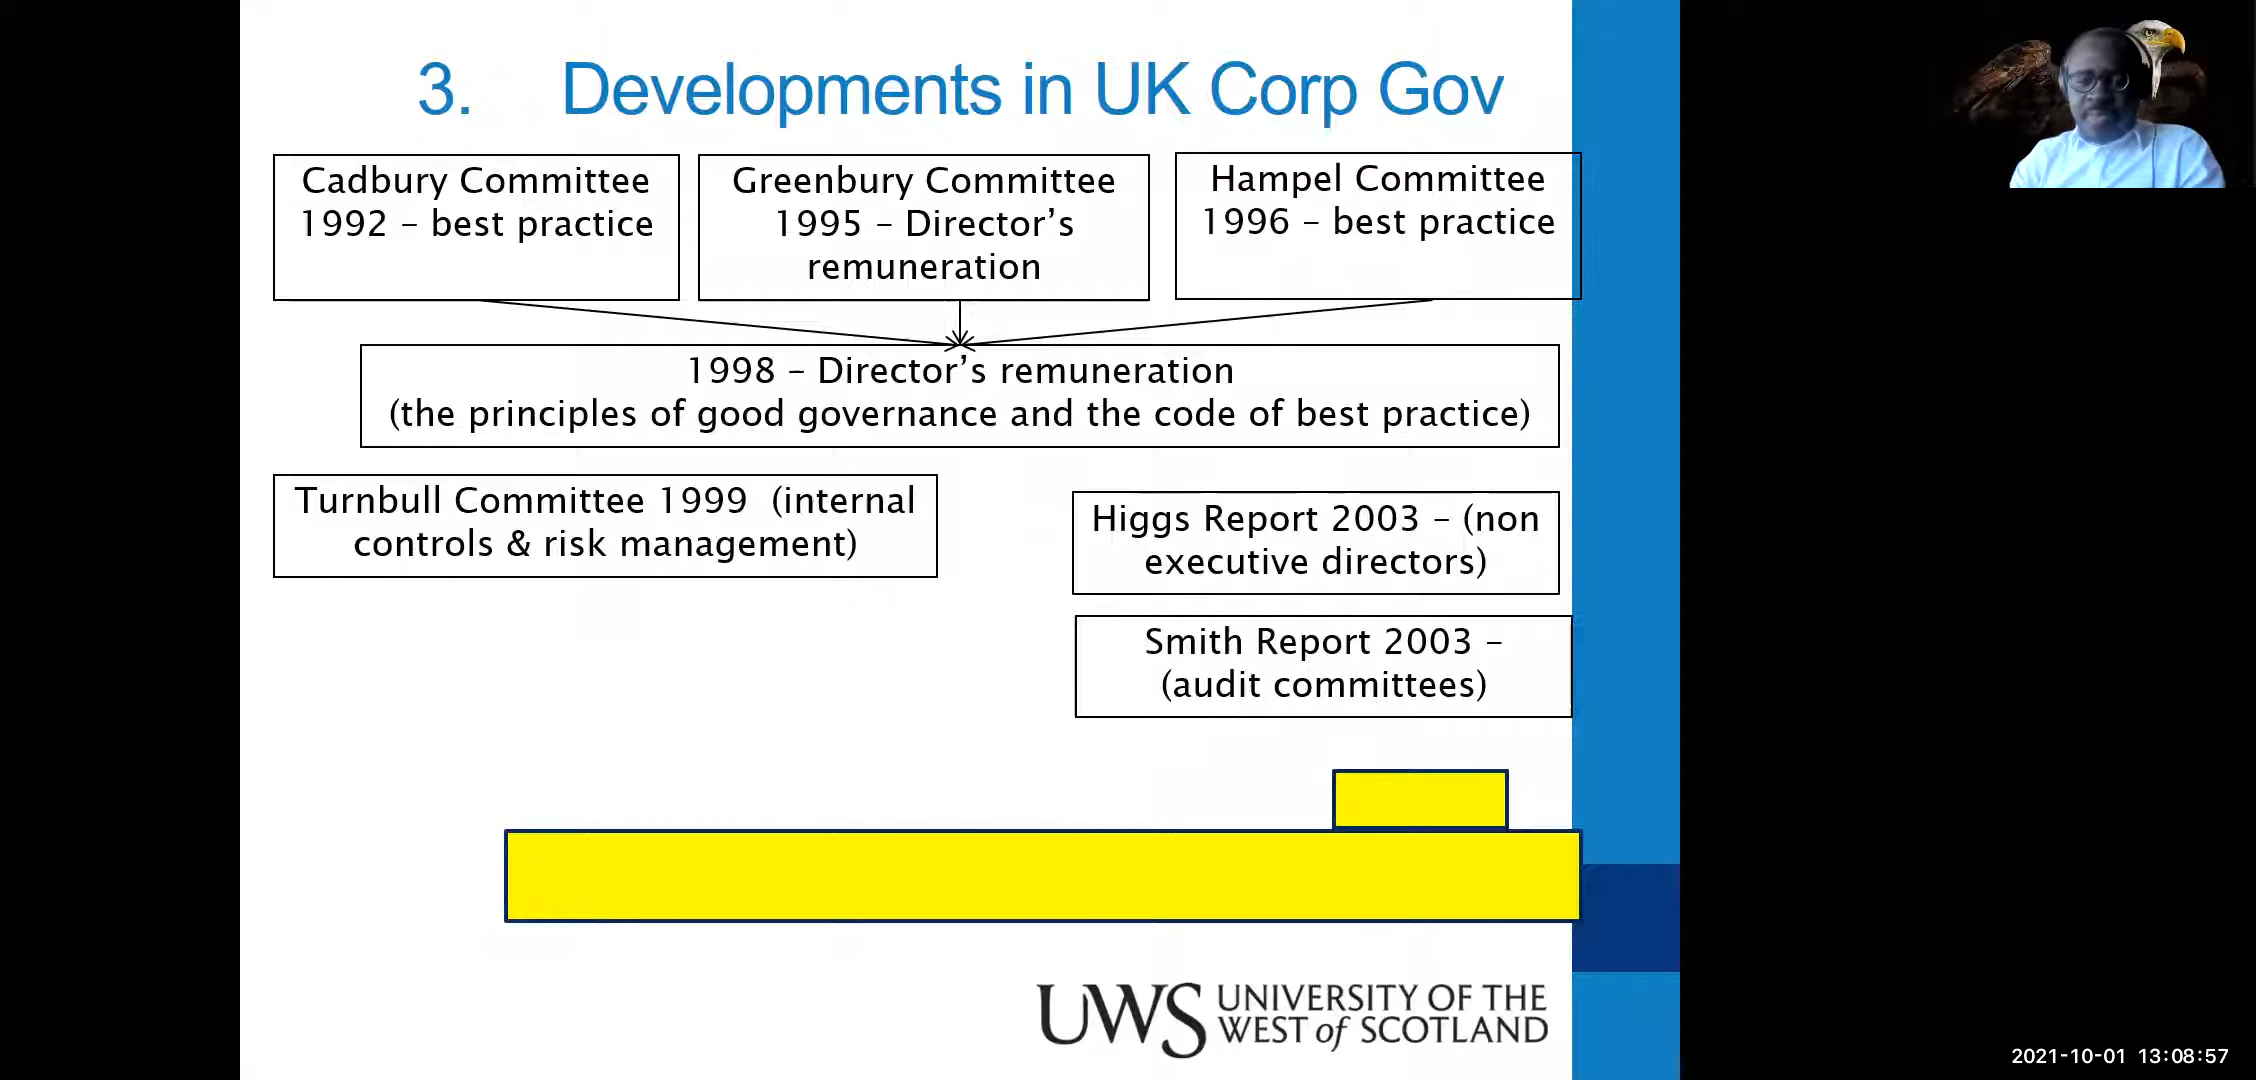 3. Developments in UK Corp Gov
Cadbury Committee
1992 – best practice
Greenbury Committee
1995 – Director’s
remuneration
Hampel Committee
1996 – best practice
1998 – Director’s remuneration
(the principles of good governance and the code of best practice)
Turnbull Committee 1999 (internal
controls & risk management)
Higgs Report 2003 – (non
executive directors)
Smith Report 2003 –
(audit committees)
UWS
UNIVERSITY OF THE
WEST of SCOTLAND
2021-10-01 13:08:57